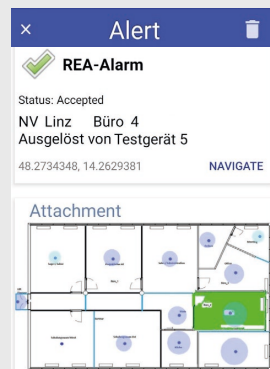 × Alert
REA-Alarm
Status: Accepted
NV Linz Büro 4
Ausgelöst von Testgerät 5
48.2734348, 14.2629381 NAVIGATE
Attachment